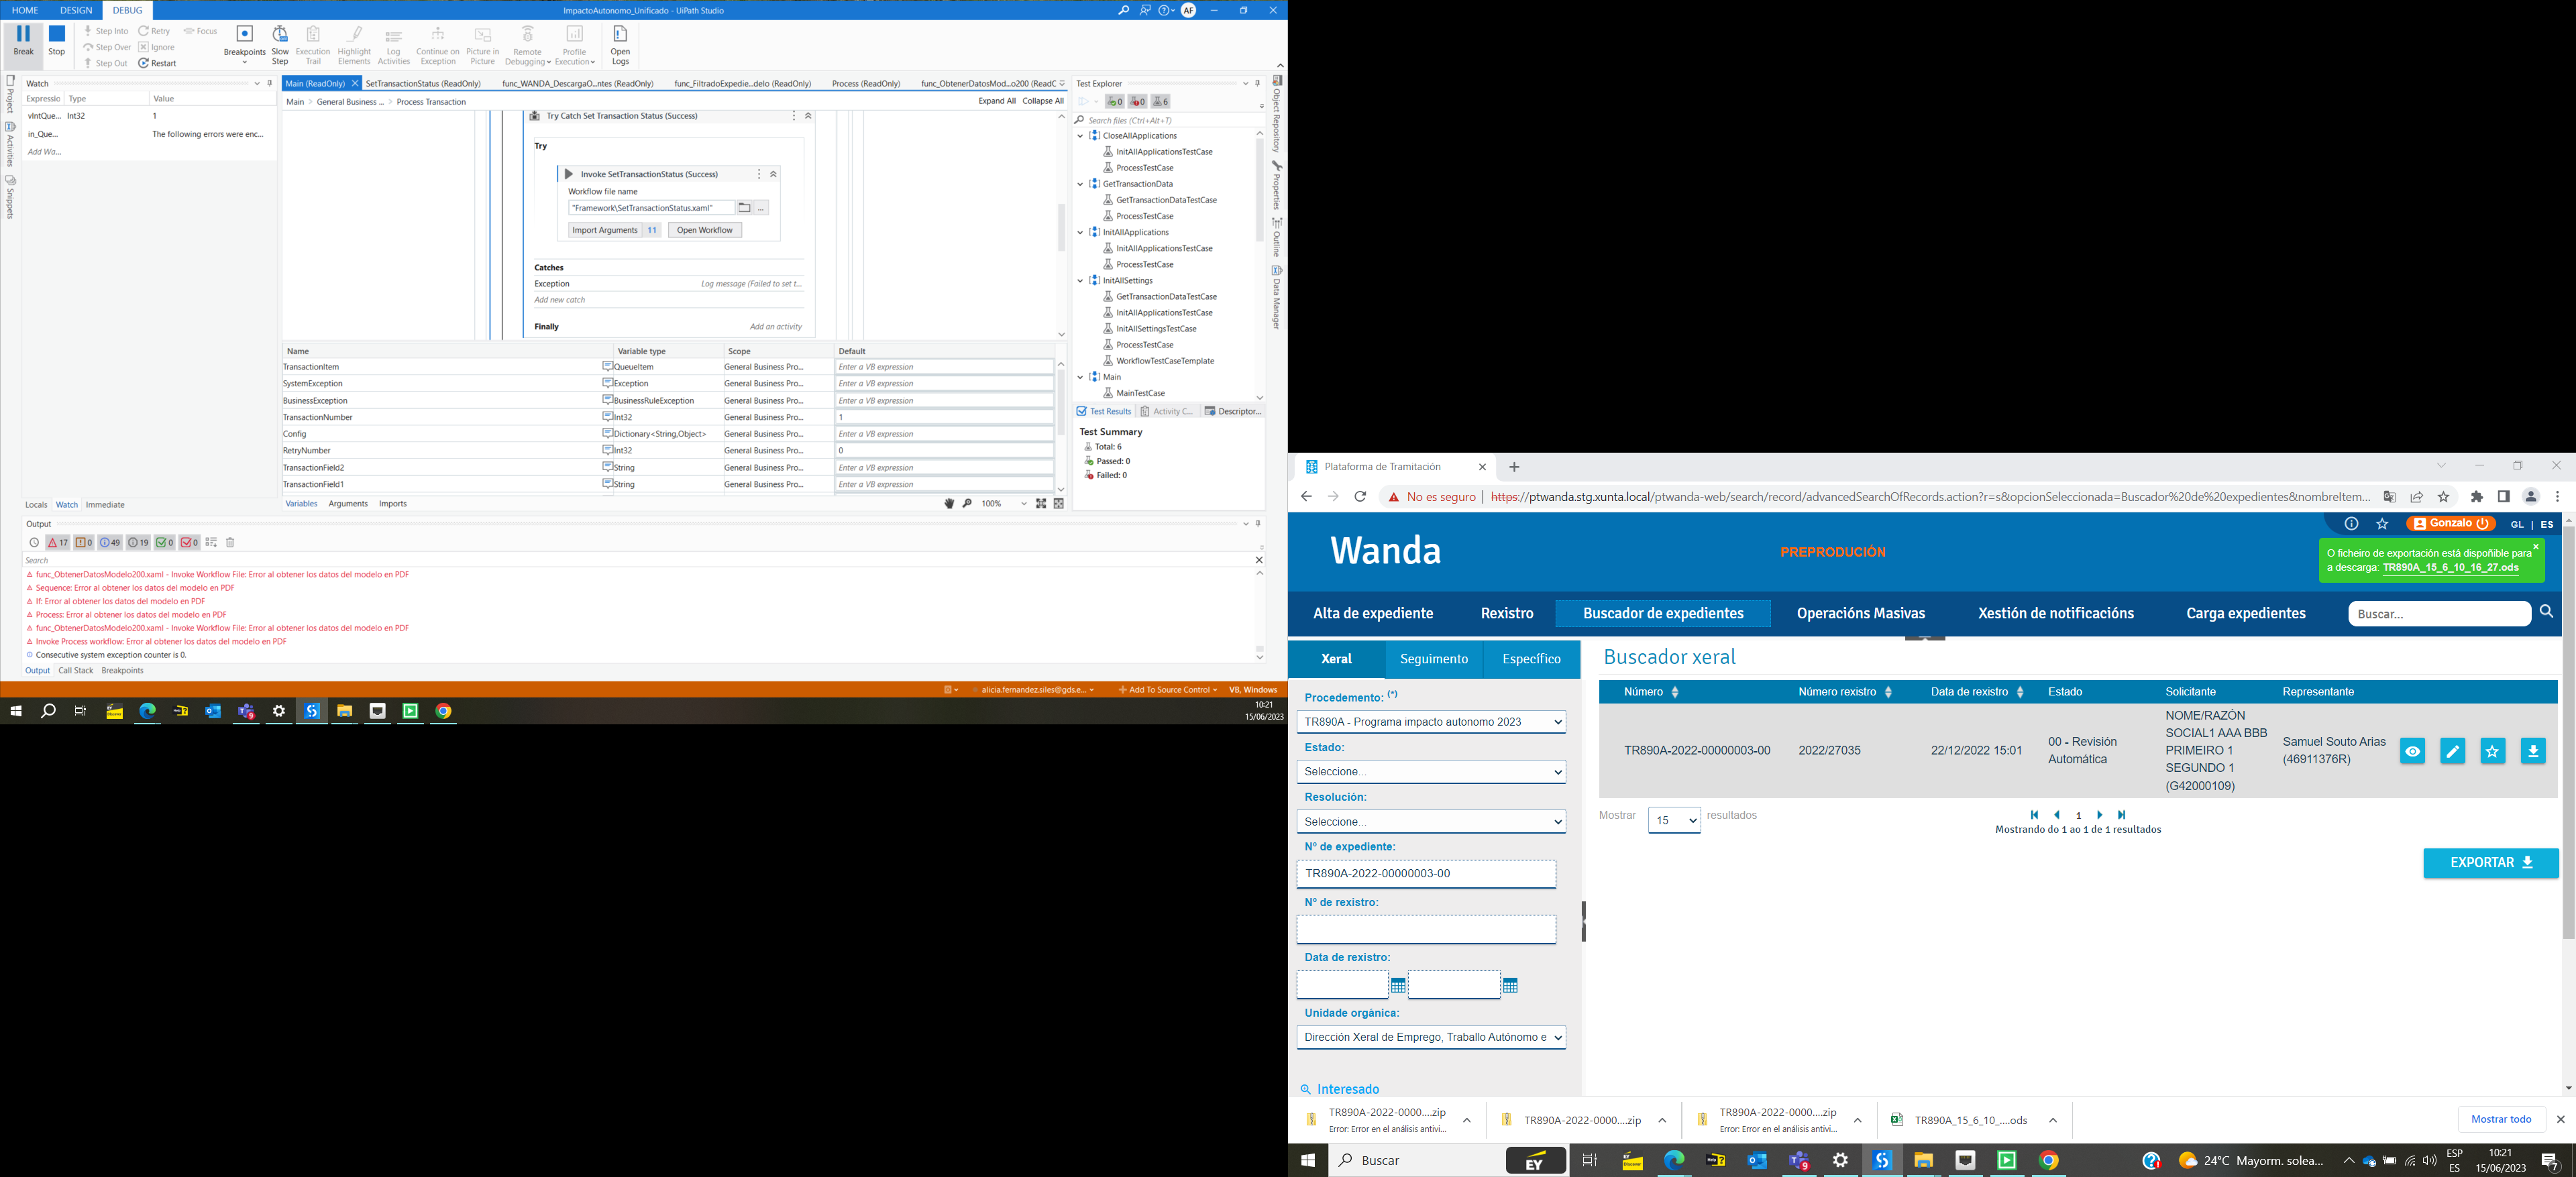 HOME DESIGN DEBUG
ImpactoAutonomo_Unificado - UiPath Studio
AF
Break
Stop
Step Into
Step Over
Step Out
Retry
Ignore
Restart
Focus
Breakpoints
Slow Step
Execution Trail
Highlight Elements
Log Activities
Continue on Exception
Picture in Picture
Remote Debugging
Profile Execution
Open Logs
Project
Activities
Snippets
Watch
Expressio Type Value
vIntQue... Int32 1
in_Que... The following errors were enc...
Add Wa...
Locals Watch Immediate
Main (ReadOnly)
SetTransactionStatus (ReadOnly)
func_WANDA_DescargaO...ntes (ReadOnly)
func_FiltradoExpedie...delo (ReadOnly)
Process (ReadOnly)
func_ObtenerDatosMod...o200 (ReadC
Main > General Business ... > Process Transaction
Expand All Collapse All
Try Catch Set Transaction Status (Success)
Try
Invoke SetTransactionStatus (Success)
Workflow file name
"Framework\SetTransactionStatus.xaml"
...
Import Arguments 11
Open Workflow
Catches
Exception Log message (Failed to set t...
Add new catch
Finally Add an activity
Name Variable type Scope Default
TransactionItem QueueItem General Business Pro... Enter a VB expression
SystemException Exception General Business Pro... Enter a VB expression
BusinessException BusinessRuleException General Business Pro... Enter a VB expression
TransactionNumber Int32 General Business Pro... 1
Config Dictionary<String,Object> General Business Pro... Enter a VB expression
RetryNumber Int32 General Business Pro... 0
TransactionField2 String General Business Pro... Enter a VB expression
TransactionField1 String General Business Pro... Enter a VB expression
Variables Arguments Imports
100%
Test Explorer
0 0 6
Search files (Ctrl+Alt+T)
CloseAllApplications
InitAllApplicationsTestCase
ProcessTestCase
GetTransactionData
GetTransactionDataTestCase
ProcessTestCase
InitAllApplications
InitAllApplicationsTestCase
ProcessTestCase
InitAllSettings
GetTransactionDataTestCase
InitAllApplicationsTestCase
InitAllSettingsTestCase
ProcessTestCase
WorkflowTestCaseTemplate
Main
MainTestCase
Test Results Activity C... Descriptor...
Test Summary
Total: 6
Passed: 0
Failed: 0
Object Repository
Properties
Outline
Data Manager
Output
17 0 49 19 0 0
Search
func_ObtenerDatosModelo200.xaml - Invoke Workflow File: Error al obtener los datos del modelo en PDF
Sequence: Error al obtener los datos del modelo en PDF
If: Error al obtener los datos del modelo en PDF
Process: Error al obtener los datos del modelo en PDF
func_ObtenerDatosModelo200.xaml - Invoke Workflow File: Error al obtener los datos del modelo en PDF
Invoke Process workflow: Error al obtener los datos del modelo en PDF
Consecutive system exception counter is 0.
Output Call Stack Breakpoints
alicia.fernandez.siles@gds.e...
Add To Source Control
VB, Windows
10:21
15/06/2023
Plataforma de Tramitación
No es seguro
https://ptwanda.stg.xunta.local/ptwanda-web/search/record/advancedSearchOfRecords.action?r=s&opcionSeleccionada=Buscador%20de%20expedientes&nombreItem...
Gonzalo
GL | ES
Wanda
PREPRODUCIÓN
O ficheiro de exportación está dispoñible para
a descarga: TR890A_15_6_10_16_27.ods
Alta de expediente
Rexistro
Buscador de expedientes
Operacións Masivas
Xestión de notificacións
Carga expedientes
Buscar...
Xeral Seguimento Específico
Buscador xeral
Procedemento: (*)
TR890A - Programa impacto autonomo 2023
Estado:
Seleccione...
Resolución:
Seleccione...
Nº de expediente:
TR890A-2022-00000003-00
Nº de rexistro:
Data de rexistro:
Unidade orgánica:
Dirección Xeral de Emprego, Traballo Autónomo e
Interesado
Número Número rexistro Data de rexistro Estado Solicitante Representante
TR890A-2022-00000003-00
2022/27035
22/12/2022 15:01
00 - Revisión
Automática
NOME/RAZÓN
SOCIAL1 AAA BBB
PRIMEIRO 1
SEGUNDO 1
(G42000109)
Samuel Souto Arias
(46911376R)
Mostrar 15 resultados
1
Mostrando do 1 ao 1 de 1 resultados
EXPORTAR
TR890A-2022-0000....zip
Error: Error en el análisis antivi...
TR890A-2022-0000....zip
TR890A-2022-0000....zip
Error: Error en el análisis antivi...
TR890A_15_6_10_....ods
Mostrar todo
Buscar
EY
24°C Mayorm. solea...
ESP
ES
10:21
15/06/2023
7